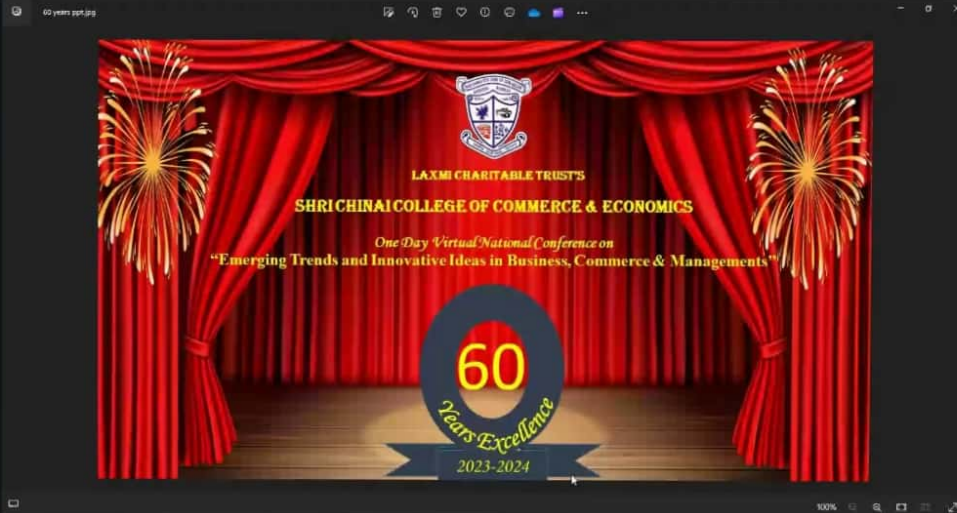 60 years ppt.jpg
LAXMI CHARITABLE TRUST'S
SHRI CHINAI COLLEGE OF COMMERCE & ECONOMICS
One Day Virtual National Conference on
“Emerging Trends and Innovative Ideas in Business, Commerce & Managements”
60
Years Excellence
2023-2024
100%